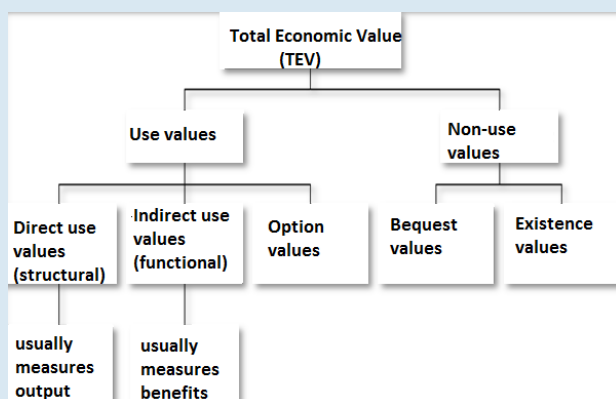 Total Economic Value
(TEV)
Use values
Non-use
values
Direct use
values
(structural)
Indirect use
values
(functional)
Option
values
Bequest
values
Existence
values
usually
measures
output
usually
measures
benefits